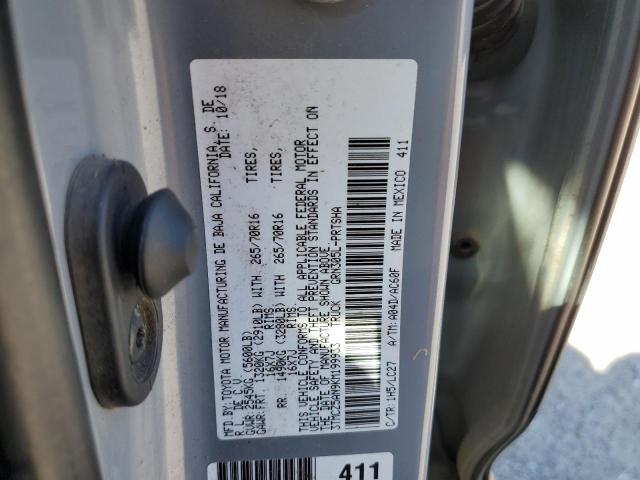 MFD BY:TOYOTA MOTOR MANUFACTURING DE BAJA CALIFORNIA, S. DE
R.L. DE C.V. DATE: 10/18
GVWR:2545KG(5600LB)
GAWR:FRT. 1320KG (2910LB) WITH 265/70R16 TIRES,
16X7J RIMS,
RR. 1490KG (3280LB) WITH 265/70R16 TIRES,
16X7J RIMS.
THIS VEHICLE CONFORMS TO ALL APPLICABLE FEDERAL MOTOR
VEHICLE SAFETY AND THEFT PREVENTION STANDARDS IN EFFECT ON
THE DATE OF MANUFACTURE SHOWN ABOVE.
TRUCK GRN305L-PRTSHA
C/TR:1H5/LC27 A/TM:A04D/AC60F MADE IN MEXICO 411
411